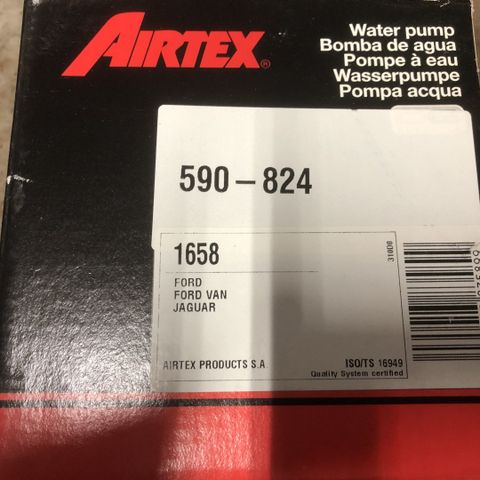 AIRTEX®
Water pump
Bomba de agua
Pompe à eau
Wasserpumpe
Pompa acqua
590-824
1658
310D8
FORD
FORD VAN
JAGUAR
AIRTEX PRODUCTS S.A.
ISO/TS 16949
Quality System certified